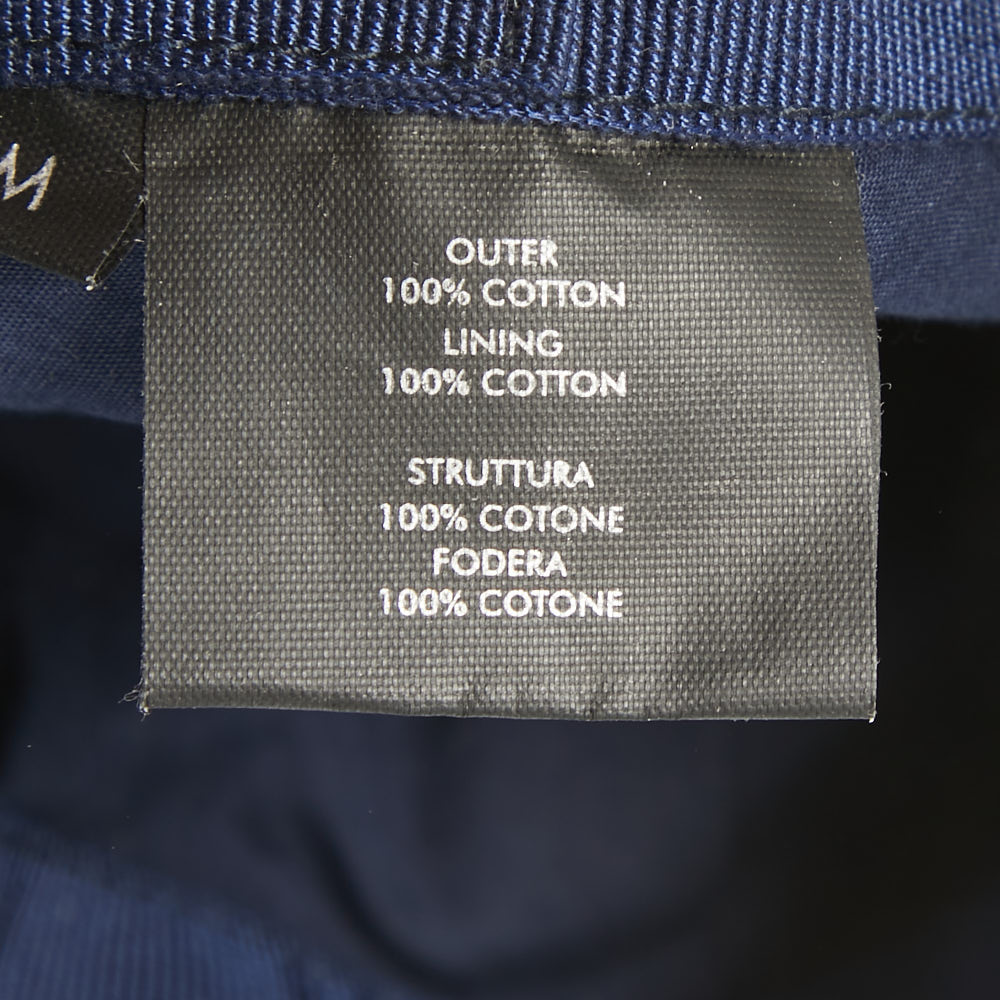 M
OUTER
100% COTTON
LINING
100% COTTON
STRUTTURA
100% COTONE
FODERA
100% COTONE